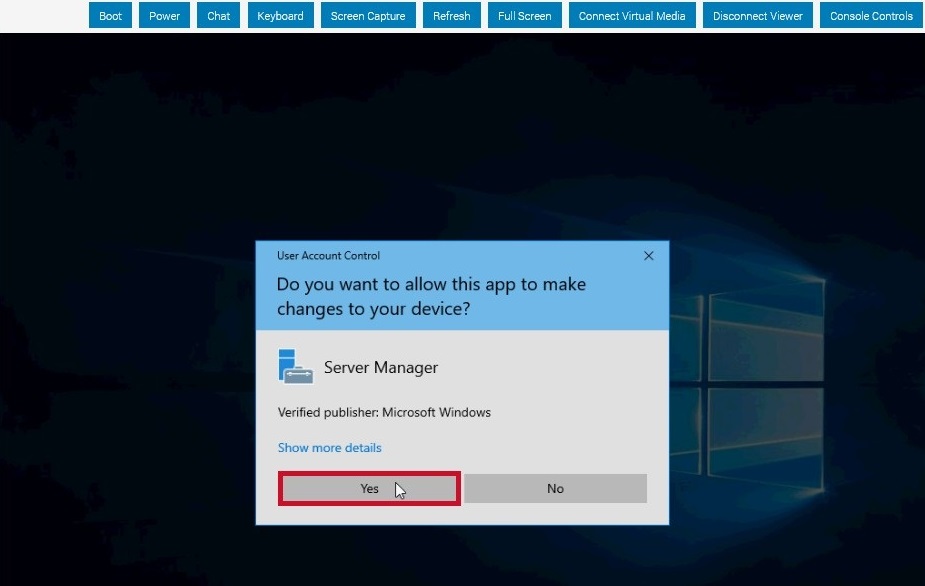 Boot Power Chat Keyboard Screen Capture Refresh Full Screen Connect Virtual Media Disconnect Viewer Console Controls
User Account Control
Do you want to allow this app to make
changes to your device?
Server Manager
Verified publisher: Microsoft Windows
Show more details
Yes No